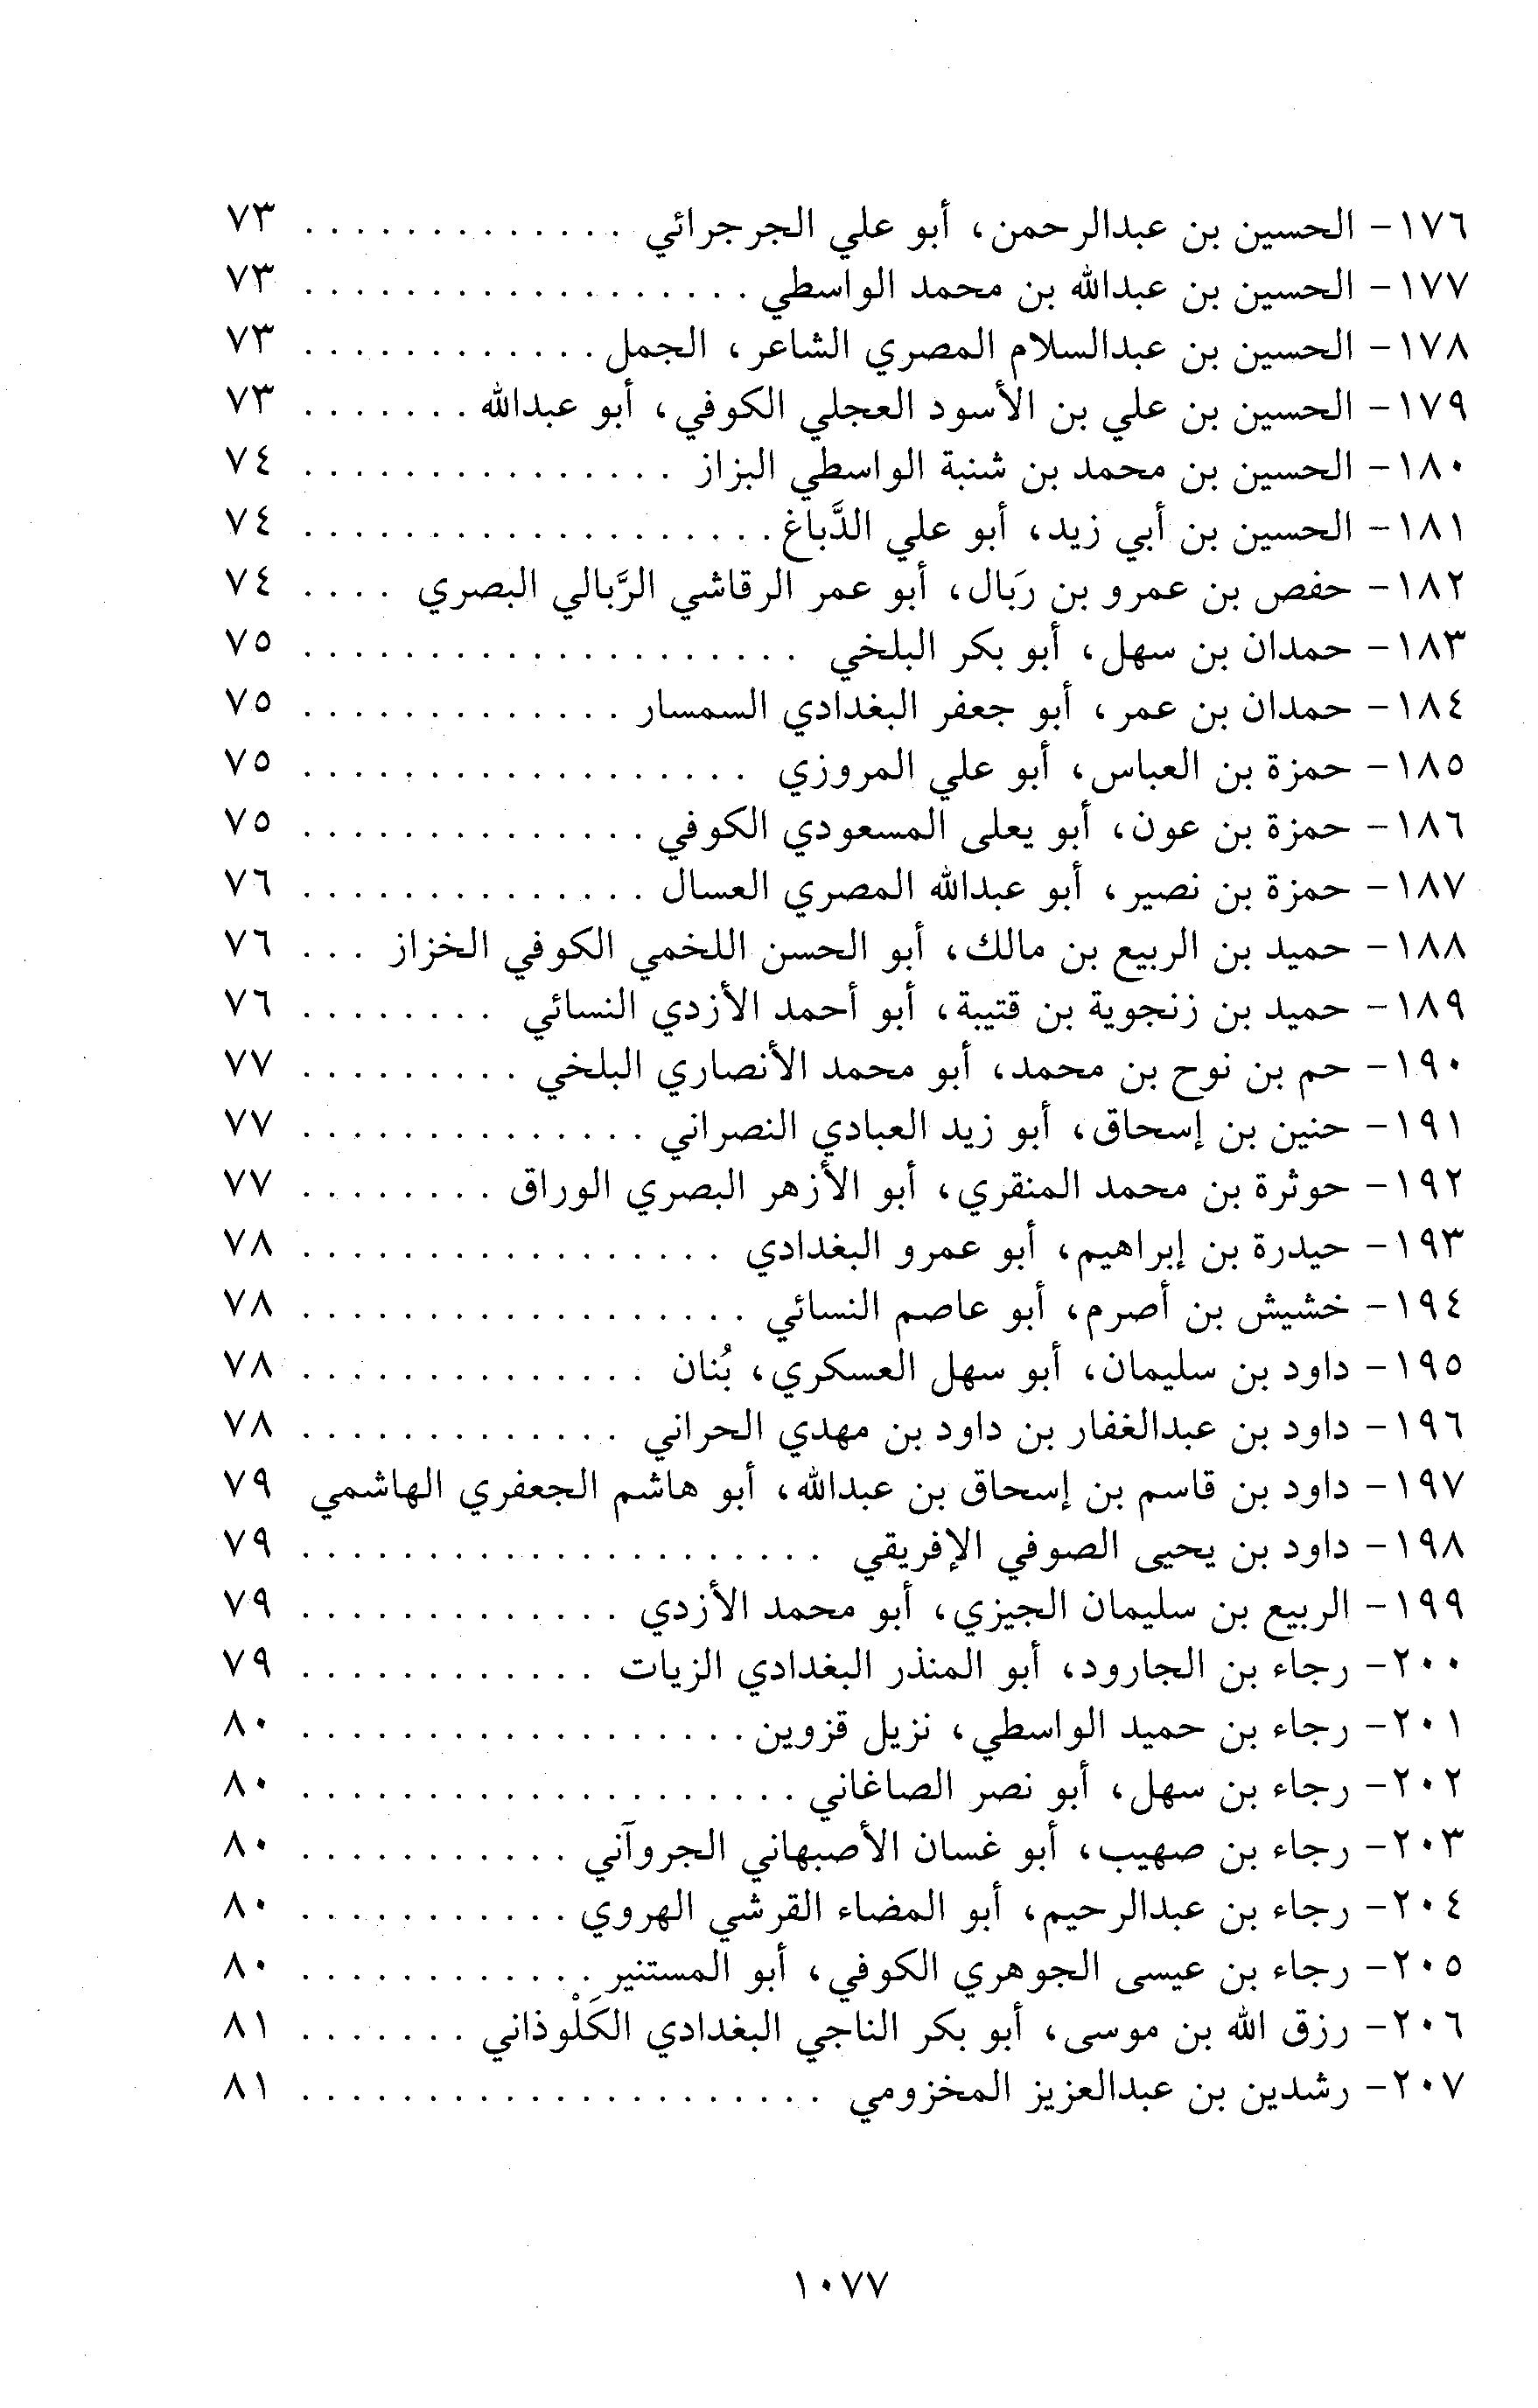 ١٧٦- الحسين بن عبدالرحمن، أبو علي الجرجرائي . . . . . . . . . . . . . ٧٣
١٧٧- الحسين بن عبدالله بن محمد الواسطي . . . . . . . . . . . . . . . . . . ٧٣
١٧٨- الحسين بن عبدالسلام المصري الشاعر، الجمل . . . . . . . . . . . . ٧٣
١٧٩- الحسين بن علي بن الأسود العجلي الكوفي، أبو عبدالله . . . . . . . ٧٣
١٨٠- الحسين بن محمد بن شنبة الواسطي البزاز . . . . . . . . . . . . . . . ٧٤
١٨١- الحسين بن أبي زيد، أبو علي الدَّباغ . . . . . . . . . . . . . . . . . . . ٧٤
١٨٢- حفص بن عمرو بن رَبَال، أبو عمر الرقاشي الرَّبالي البصري . . . . ٧٤
١٨٣- حمدان بن سهل، أبو بكر البلخي . . . . . . . . . . . . . . . . . . . . ٧٥
١٨٤- حمدان بن عمر، أبو جعفر البغدادي السمسار . . . . . . . . . . . . . ٧٥
١٨٥- حمزة بن العباس، أبو علي المروزي . . . . . . . . . . . . . . . . . . ٧٥
١٨٦- حمزة بن عون، أبو يعلى المسعودي الكوفي . . . . . . . . . . . . . . ٧٥
١٨٧- حمزة بن نصير، أبو عبدالله المصري العسال . . . . . . . . . . . . . . ٧٦
١٨٨- حميد بن الربيع بن مالك، أبو الحسن اللخمي الكوفي الخزاز . . . ٧٦
١٨٩- حميد بن زنجوية بن قتيبة، أبو أحمد الأزدي النسائي . . . . . . . . ٧٦
١٩٠- حم بن نوح بن محمد، أبو محمد الأنصاري البلخي . . . . . . . . . ٧٧
١٩١- حنين بن إسحاق، أبو زيد العبادي النصراني . . . . . . . . . . . . . . ٧٧
١٩٢- حوثرة بن محمد المنقري، أبو الأزهر البصري الوراق . . . . . . . . ٧٧
١٩٣- حيدرة بن إبراهيم، أبو عمرو البغدادي . . . . . . . . . . . . . . . . . ٧٨
١٩٤- خشيش بن أصرم، أبو عاصم النسائي . . . . . . . . . . . . . . . . . . ٧٨
١٩٥- داود بن سليمان، أبو سهل العسكري، بُنان . . . . . . . . . . . . . . ٧٨
١٩٦- داود بن عبدالغفار بن داود بن مهدي الحراني . . . . . . . . . . . . . ٧٨
١٩٧- داود بن قاسم بن إسحاق بن عبدالله، أبو هاشم الجعفري الهاشمي ٧٩
١٩٨- داود بن يحيى الصوفي الإفريقي . . . . . . . . . . . . . . . . . . . . . ٧٩
١٩٩- الربيع بن سليمان الجيزي، أبو محمد الأزدي . . . . . . . . . . . . . ٧٩
٢٠٠- رجاء بن الجارود، أبو المنذر البغدادي الزيات . . . . . . . . . . . . ٧٩
٢٠١- رجاء بن حميد الواسطي، نزيل قزوين . . . . . . . . . . . . . . . . . . ٨٠
٢٠٢- رجاء بن سهل، أبو نصر الصاغاني . . . . . . . . . . . . . . . . . . . . ٨٠
٢٠٣- رجاء بن صهيب، أبو غسان الأصبهاني الجروآني . . . . . . . . . . . ٨٠
٢٠٤- رجاء بن عبدالرحيم، أبو المضاء القرشي الهروي . . . . . . . . . . . ٨٠
٢٠٥- رجاء بن عيسى الجوهري الكوفي، أبو المستنير . . . . . . . . . . . . ٨٠
٢٠٦- رزق الله بن موسى، أبو بكر الناجي البغدادي الكَلْوذاني . . . . . . . ٨١
٢٠٧- رشدين بن عبدالعزيز المخزومي . . . . . . . . . . . . . . . . . . . . . ٨١
١٠٧٧